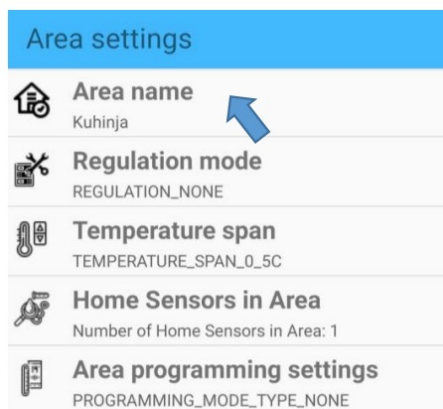 Area settings
Area name
Kuhinja
Regulation mode
REGULATION_NONE
Temperature span
TEMPERATURE_SPAN_0_5C
Home Sensors in Area
Number of Home Sensors in Area: 1
Area programming settings
PROGRAMMING_MODE_TYPE_NONE